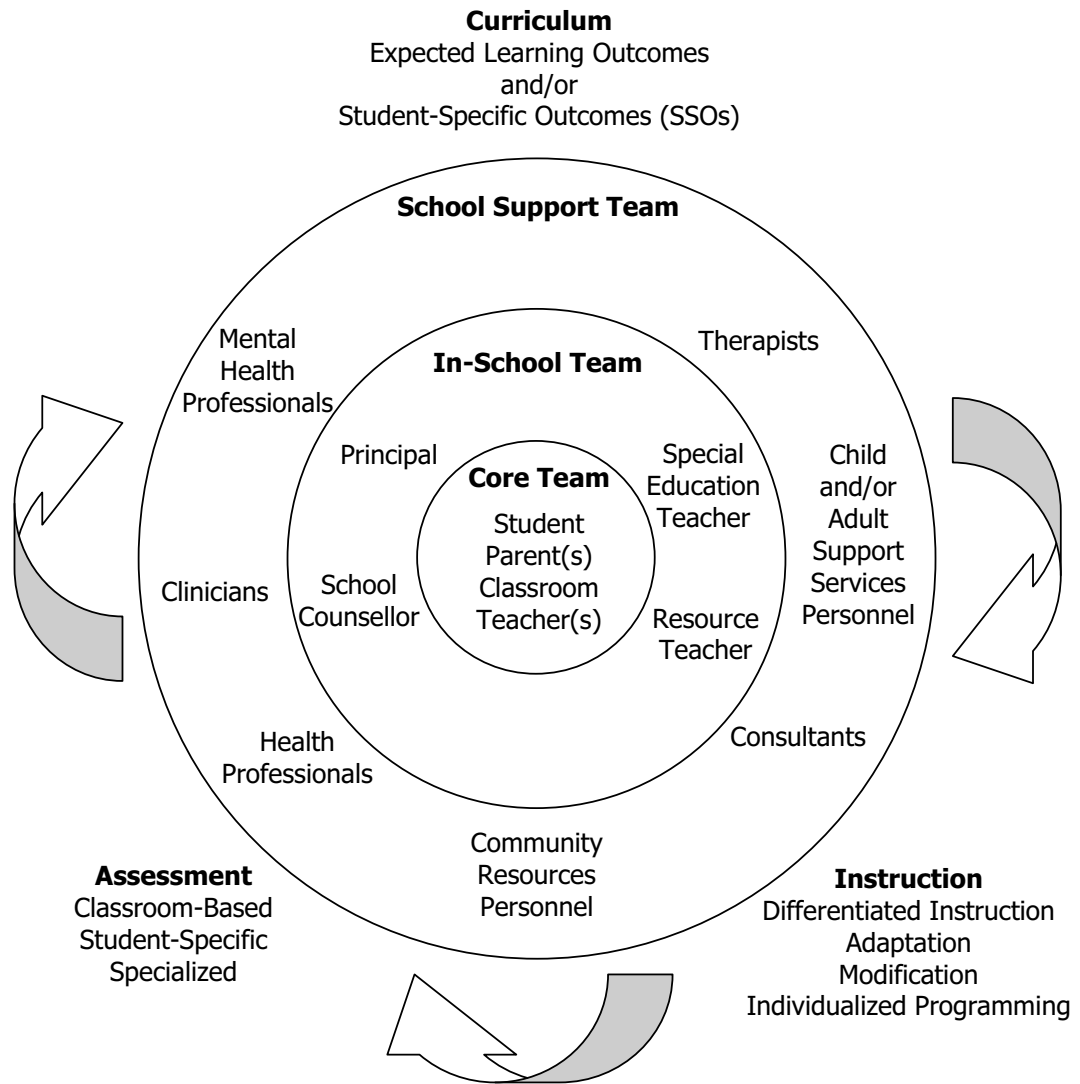 Curriculum
Expected Learning Outcomes
and/or
Student-Specific Outcomes (SSOs)
School Support Team
Mental
Health
Professionals
Therapists
In-School Team
Principal
Special
Education
Teacher
Child
and/or
Adult
Support
Services
Personnel
Core Team
Student
Parent(s)
Classroom
Teacher(s)
Clinicians
School
Counsellor
Resource
Teacher
Health
Professionals
Consultants
Community
Resources
Personnel
Assessment
Classroom-Based
Student-Specific
Specialized
Instruction
Differentiated Instruction
Adaptation
Modification
Individualized Programming